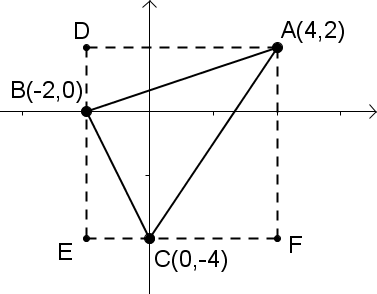 D
A(4,2)
B(-2,0)
E
F
C(0,-4)